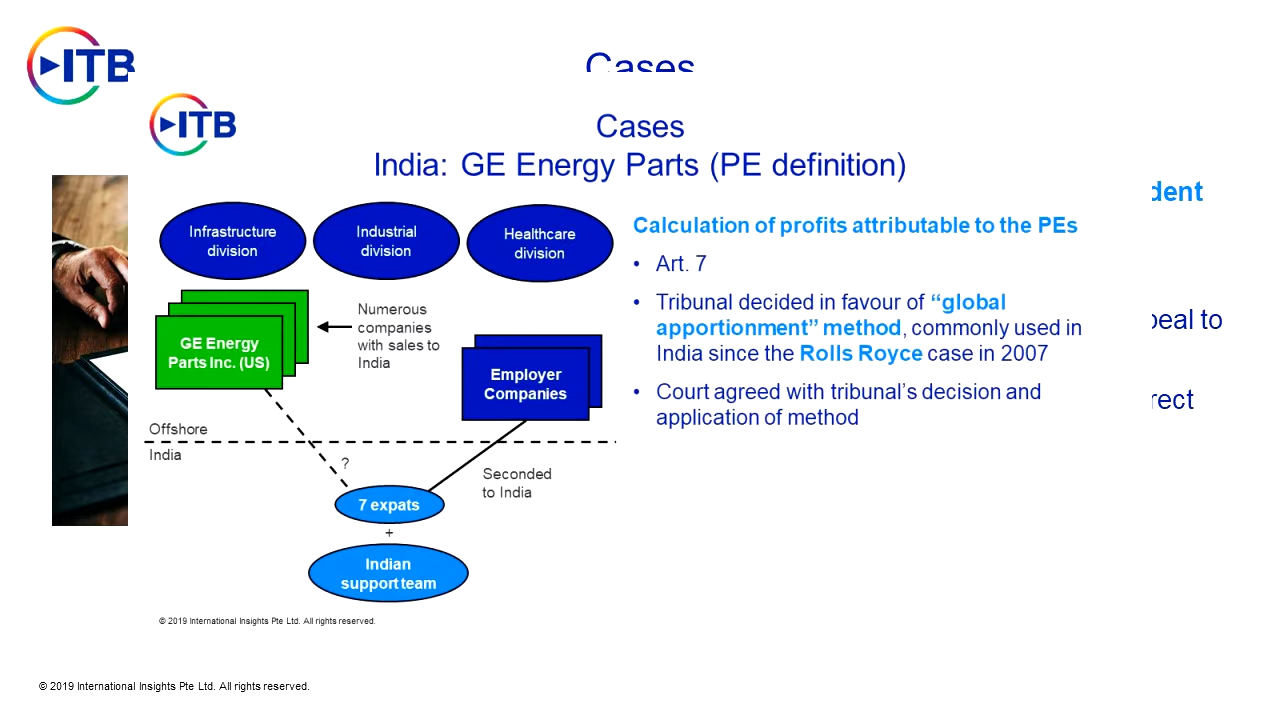 ITB
Cases
ITB
Cases
India: GE Energy Parts (PE definition)
Infrastructure
division
Industrial
division
Healthcare
division
GE Energy
Parts Inc. (US)
Numerous
companies
with sales to
India
Employer
Companies
Offshore
India
?
Seconded
to India
7 expats
+
Indian
support team
Calculation of profits attributable to the PEs
• Art. 7
• Tribunal decided in favour of “global
apportionment” method, commonly used in
India since the Rolls Royce case in 2007
• Court agreed with tribunal’s decision and
application of method
to
© 2019 International Insights Pte Ltd. All rights reserved.
© 2019 International Insights Pte Ltd. All rights reserved.